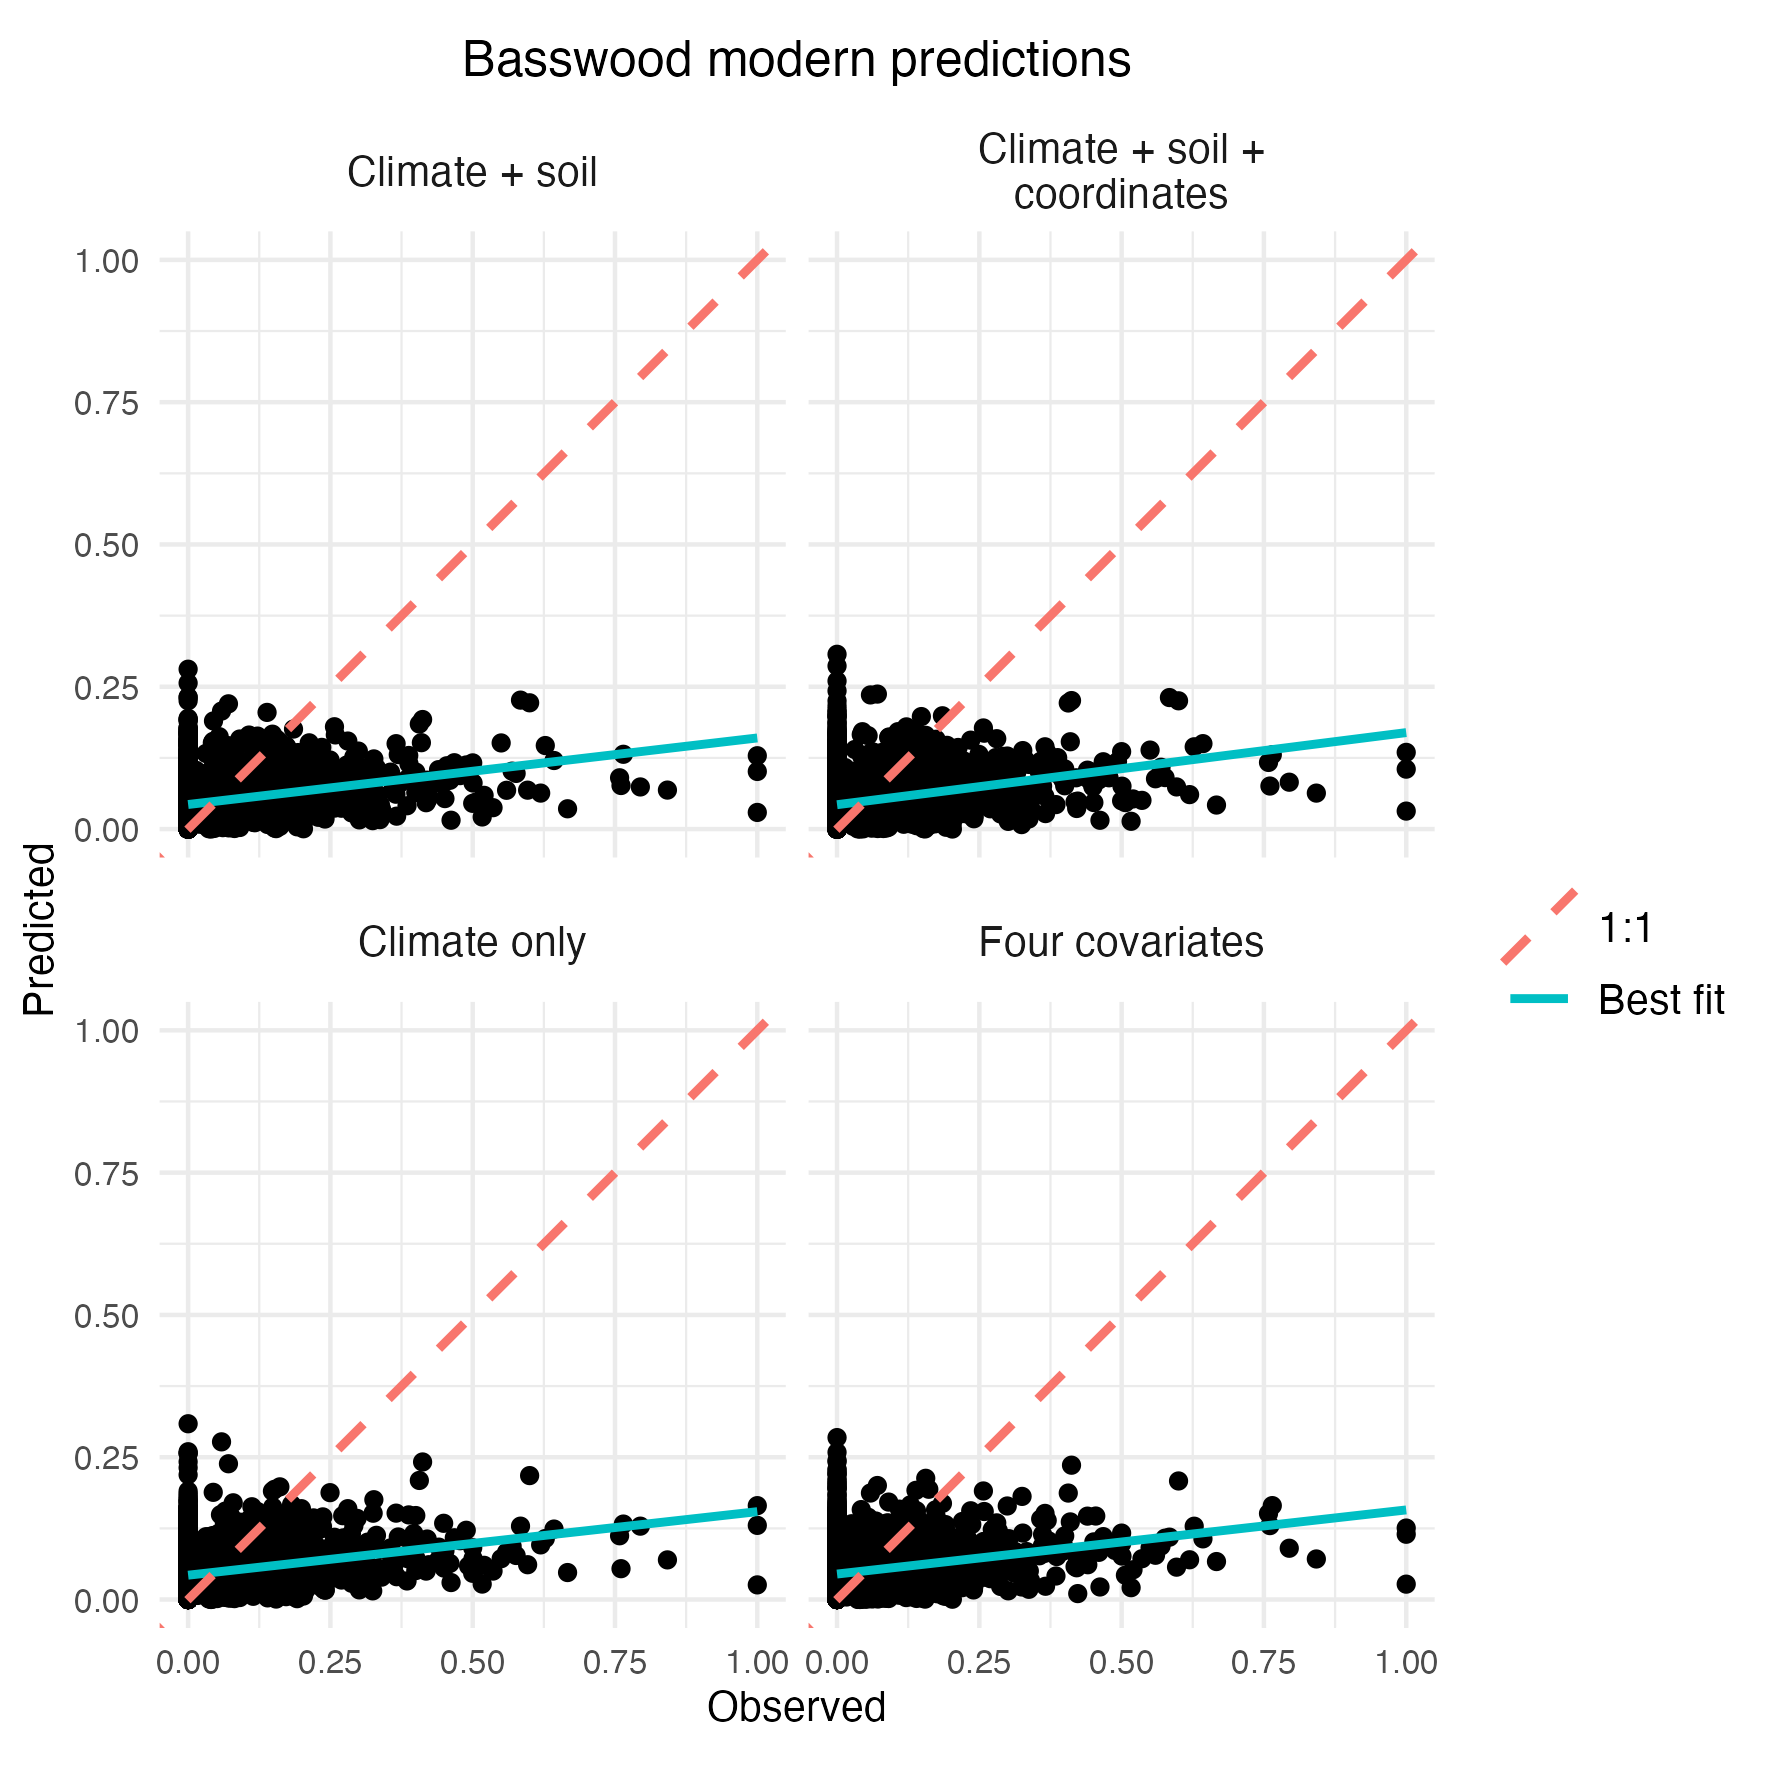 Basswood modern predictions
Climate + soil
Climate + soil +
coordinates
1.00
0.75
0.50
0.25
0.00
Predicted
Climate only
Four covariates
1.00
0.75
0.50
0.25
0.00
0.00 0.25 0.50 0.75 1.00
0.00 0.25 0.50 0.75 1.00
Observed
1:1
Best fit